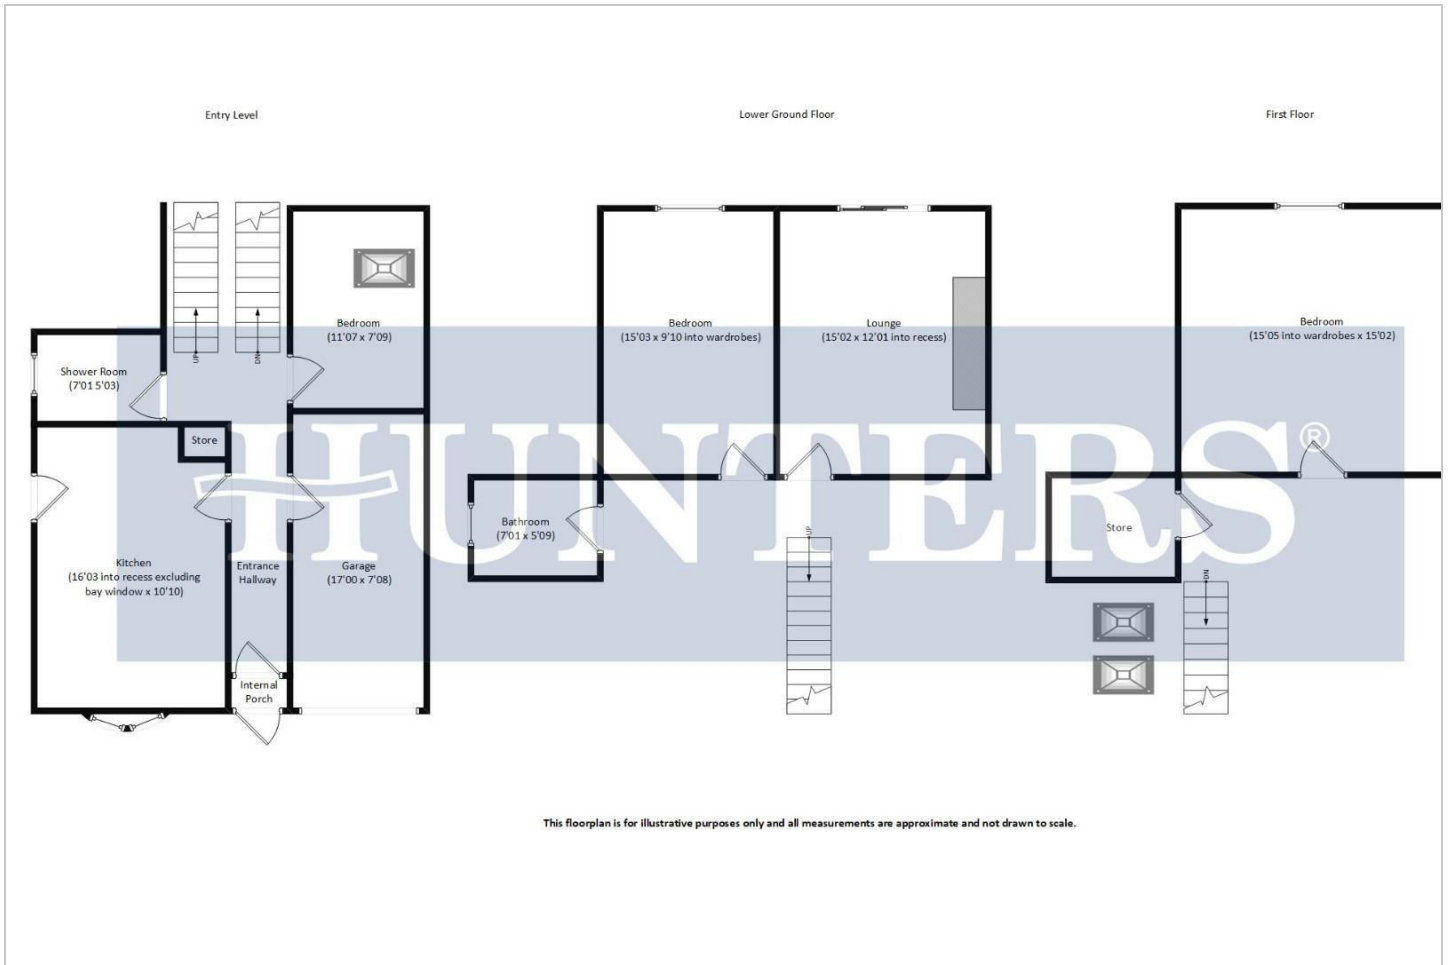 Entry Level
Shower Room
(7'01 5'03)
UP
DN
Bedroom
(11'07 x 7'09)
Store
Kitchen
(16'03 into recess excluding
bay window x 10'10)
Entrance
Hallway
Garage
(17'00 x 7'08)
Internal
Porch
Lower Ground Floor
Bedroom
(15'03 x 9'10 into wardrobes)
Lounge
(15'02 x 12'01 into recess)
Bathroom
(7'01 x 5'09)
UP
First Floor
Bedroom
(15'05 into wardrobes x 15'02)
Store
DN
HUNTERS®
This floorplan is for illustrative purposes only and all measurements are approximate and not drawn to scale.